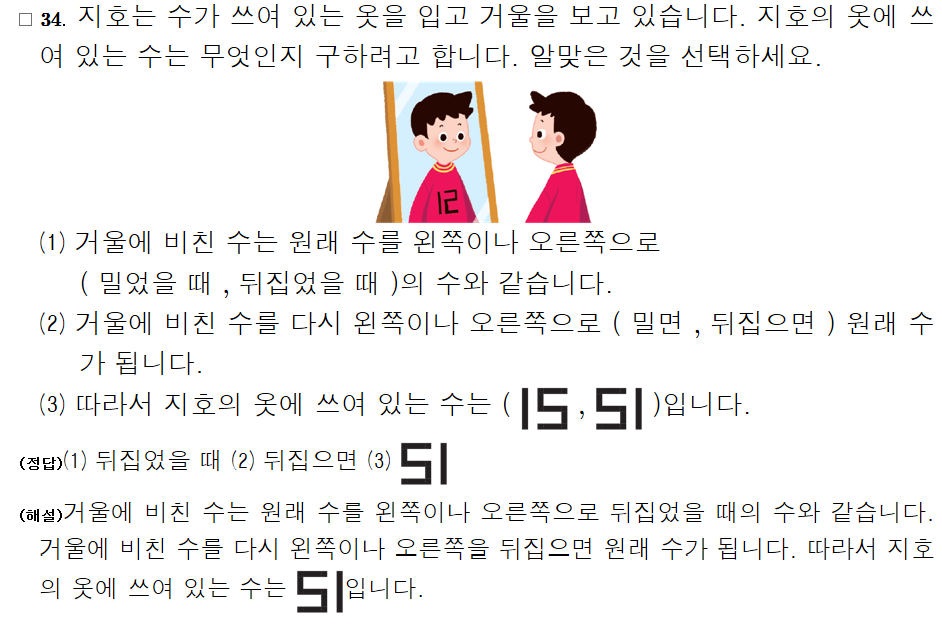 □ 34. 지호는 수가 쓰여 있는 옷을 입고 거울을 보고 있습니다. 지호의 옷에 쓰
여 있는 수는 무엇인지 구하려고 합니다. 알맞은 것을 선택하세요.
12
(1) 거울에 비친 수는 원래 수를 왼쪽이나 오른쪽으로
( 밀었을 때 , 뒤집었을 때 )의 수와 같습니다.
(2) 거울에 비친 수를 다시 왼쪽이나 오른쪽으로 ( 밀면 , 뒤집으면 ) 원래 수
가 됩니다.
(3) 따라서 지호의 옷에 쓰여 있는 수는 ( 15 , 51 )입니다.
(정답)(1) 뒤집었을 때 (2) 뒤집으면 (3) 51
(해설)거울에 비친 수는 원래 수를 왼쪽이나 오른쪽으로 뒤집었을 때의 수와 같습니다.
거울에 비친 수를 다시 왼쪽이나 오른쪽을 뒤집으면 원래 수가 됩니다. 따라서 지호
의 옷에 쓰여 있는 수는 51입니다.